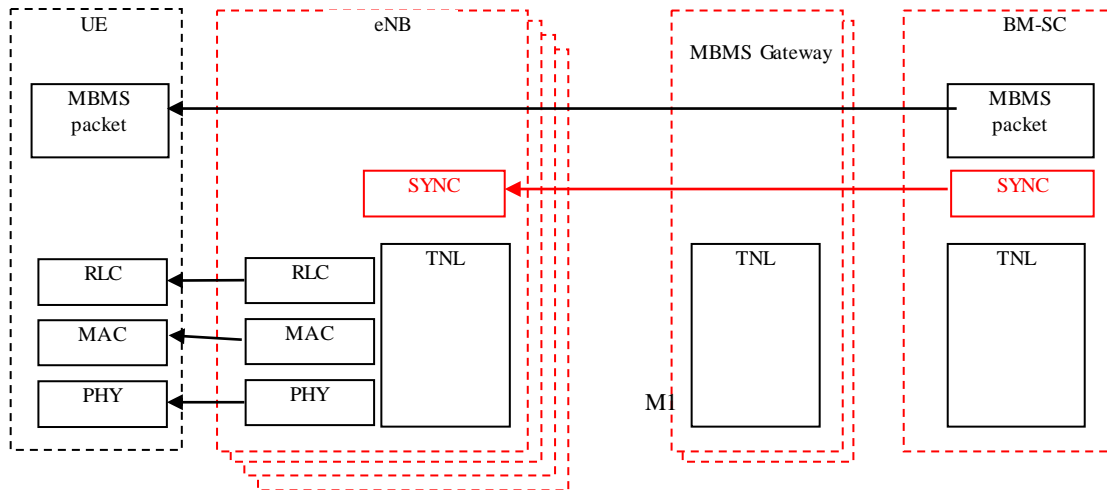 UE
eNB
MBMS Gateway
BM-SC
MBMS
packet
MBMS
packet
SYNC
SYNC
RLC
RLC
TNL
TNL
TNL
MAC
MAC
PHY
PHY
M1